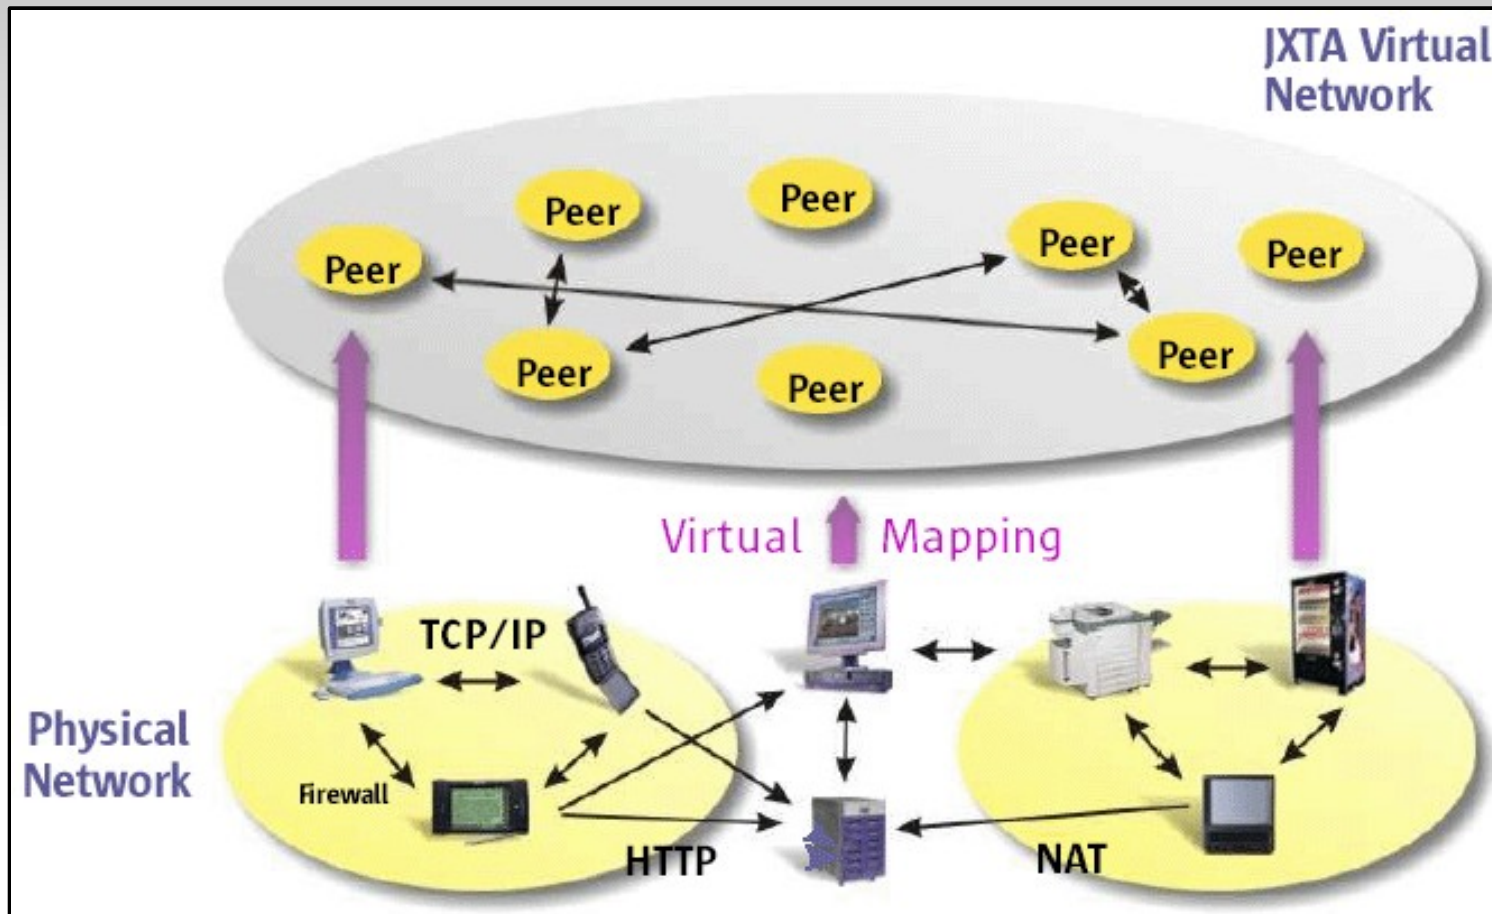 JXTA Virtual
Network
Peer
Peer
Peer
Peer
Peer
Peer
Peer
Peer
Virtual Mapping
TCP/IP
Physical
Network
Firewall
HTTP
NAT